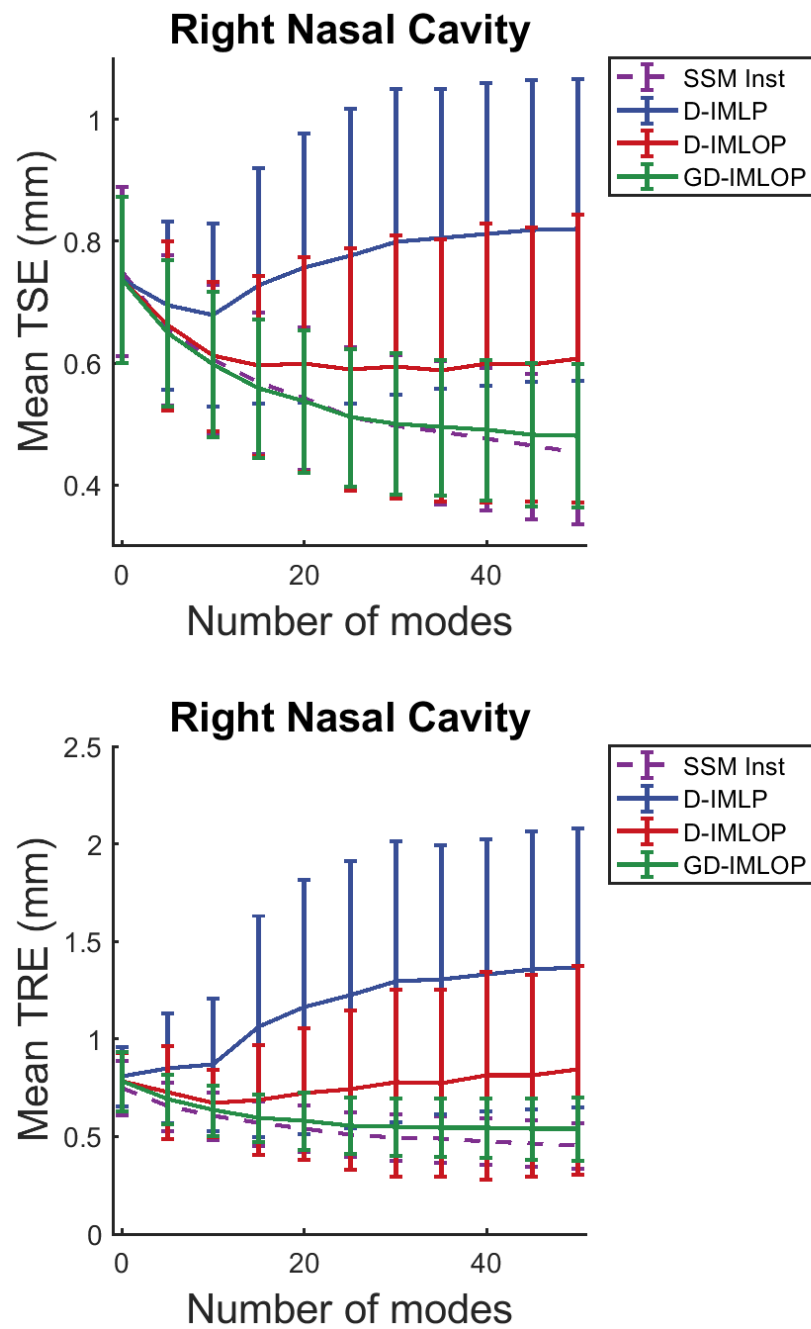 Right Nasal Cavity
Mean TSE (mm)
1
0.8
0.6
0.4
0 20 40
Number of modes
SSM Inst
D-IMLP
D-IMLOP
GD-IMLOP
Right Nasal Cavity
Mean TRE (mm)
2.5
2
1.5
1
0.5
0
0 20 40
Number of modes
SSM Inst
D-IMLP
D-IMLOP
GD-IMLOP